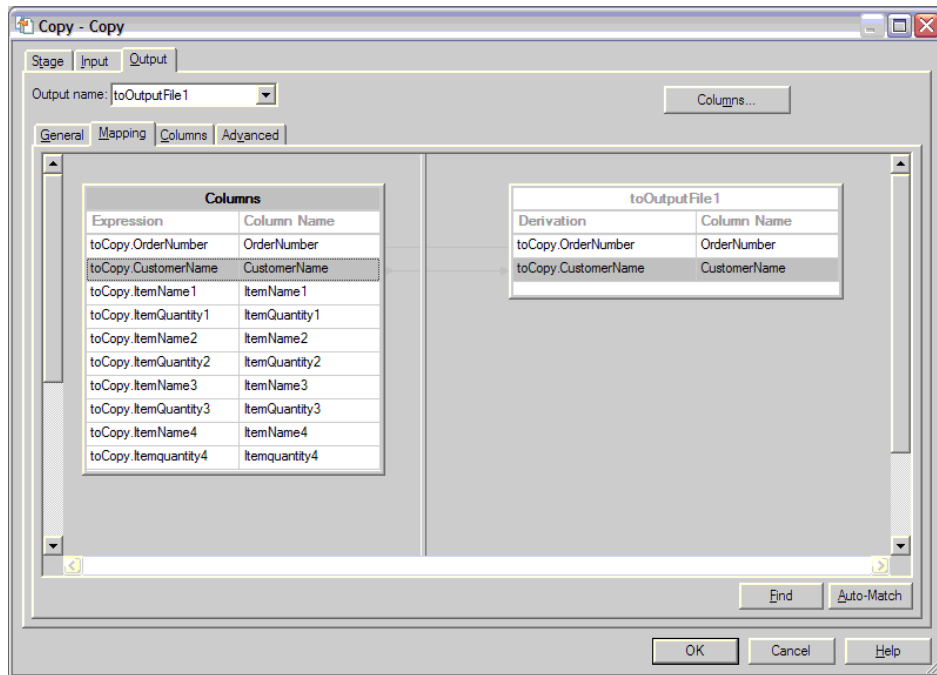 Copy - Copy
Stage Input Output
Output name: toOutputFile1
Columns...
General Mapping Columns Advanced
Columns
Expression Column Name
toCopy.OrderNumber OrderNumber
toCopy.CustomerName CustomerName
toCopy.ItemName1 ItemName1
toCopy.ItemQuantity1 ItemQuantity1
toCopy.ItemName2 ItemName2
toCopy.ItemQuantity2 ItemQuantity2
toCopy.ItemName3 ItemName3
toCopy.ItemQuantity3 ItemQuantity3
toCopy.ItemName4 ItemName4
toCopy.Itemquantity4 Itemquantity4
toOutputFile1
Derivation Column Name
toCopy.OrderNumber OrderNumber
toCopy.CustomerName CustomerName
Find Auto-Match
OK Cancel Help